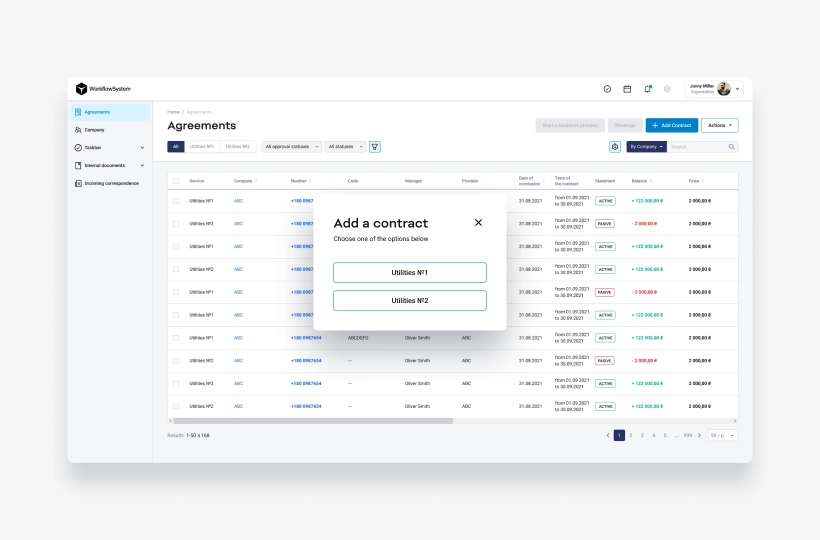 WorkflowSystem
Jonny Miller
Superadmin
Agreements
Company
Taskbar
Internal documents
Incoming correspondence
Home / Agreements
Agreements
Start a business process
Reassign
+ Add Contract
Actions
All
Utilities №1
Utilities №2
All approval statuses
All statuses
By Company
Search
Service Company Number Code Manager Provider Date of conclusion Term of the contract Statement Balance Fines
Utilities №1 ABC +180 0987 31.08.2021 from 01.09.2021 to 30.09.2021 ACTIVE + 122 000,00 ₴ 2 000,00 ₴
Utilities №2 ABC +180 0987 31.08.2021 from 01.09.2021 to 30.09.2021 PASIVE - 2 000,00 ₴ 2 000,00 ₴
Utilities №1 ABC +180 0987 31.08.2021 from 01.09.2021 to 30.09.2021 ACTIVE + 122 000,00 ₴ 2 000,00 ₴
Utilities №2 ABC +180 0987 31.08.2021 from 01.09.2021 to 30.09.2021 ACTIVE + 122 000,00 ₴ 2 000,00 ₴
Utilities №1 ABC +180 0987 31.08.2021 from 01.09.2021 to 30.09.2021 PASIVE - 2 000,00 ₴ 2 000,00 ₴
Utilities №1 ABC +180 0987 31.08.2021 from 01.09.2021 to 30.09.2021 ACTIVE + 122 000,00 ₴ 2 000,00 ₴
Utilities №1 ABC +180 0987654 ABCDEFG Oliver Smith ABC 31.08.2021 from 01.09.2021 to 30.09.2021 ACTIVE + 122 000,00 ₴ 2 000,00 ₴
Utilities №2 ABC +180 0987654 — Oliver Smith ABC 31.08.2021 from 01.09.2021 to 30.09.2021 PASIVE - 2 000,00 ₴ 2 000,00 ₴
Utilities №2 ABC +180 0987654 — Oliver Smith ABC 31.08.2021 from 01.09.2021 to 30.09.2021 ACTIVE + 122 000,00 ₴ 2 000,00 ₴
Utilities №2 ABC +180 0987654 — Oliver Smith ABC 31.08.2021 from 01.09.2021 to 30.09.2021 ACTIVE + 122 000,00 ₴ 2 000,00 ₴
Add a contract
Choose one of the options below
Utilities №1
Utilities №2
Results: 1-50 з 168
1 2 3 4 5 ... 999
50 / p.